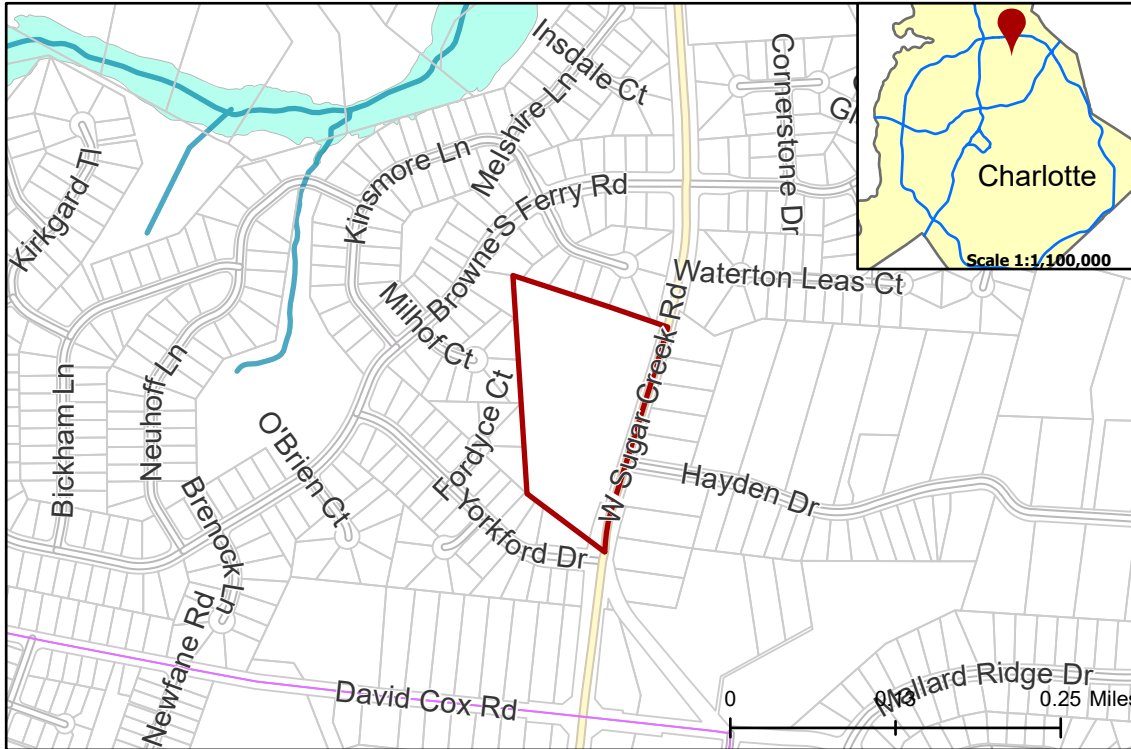 Insdale Ct
Cornerstone Dr
Gl
Charlotte
Scale 1:1,100,000
Kirkgard Tl
Kinsmore Ln
Melshire Ln
Browne'S Ferry Rd
Waterton Leas Ct
Milhof Ct
W Sugar Creek Rd
Fordyce Ct
Bickham Ln
Neuhoff Ln
O'Brien Ct
Hayden Dr
Yorkford Dr
Brenock Ln
Newfane Rd
David Cox Rd
Mallard Ridge Dr
0
0.25 Miles